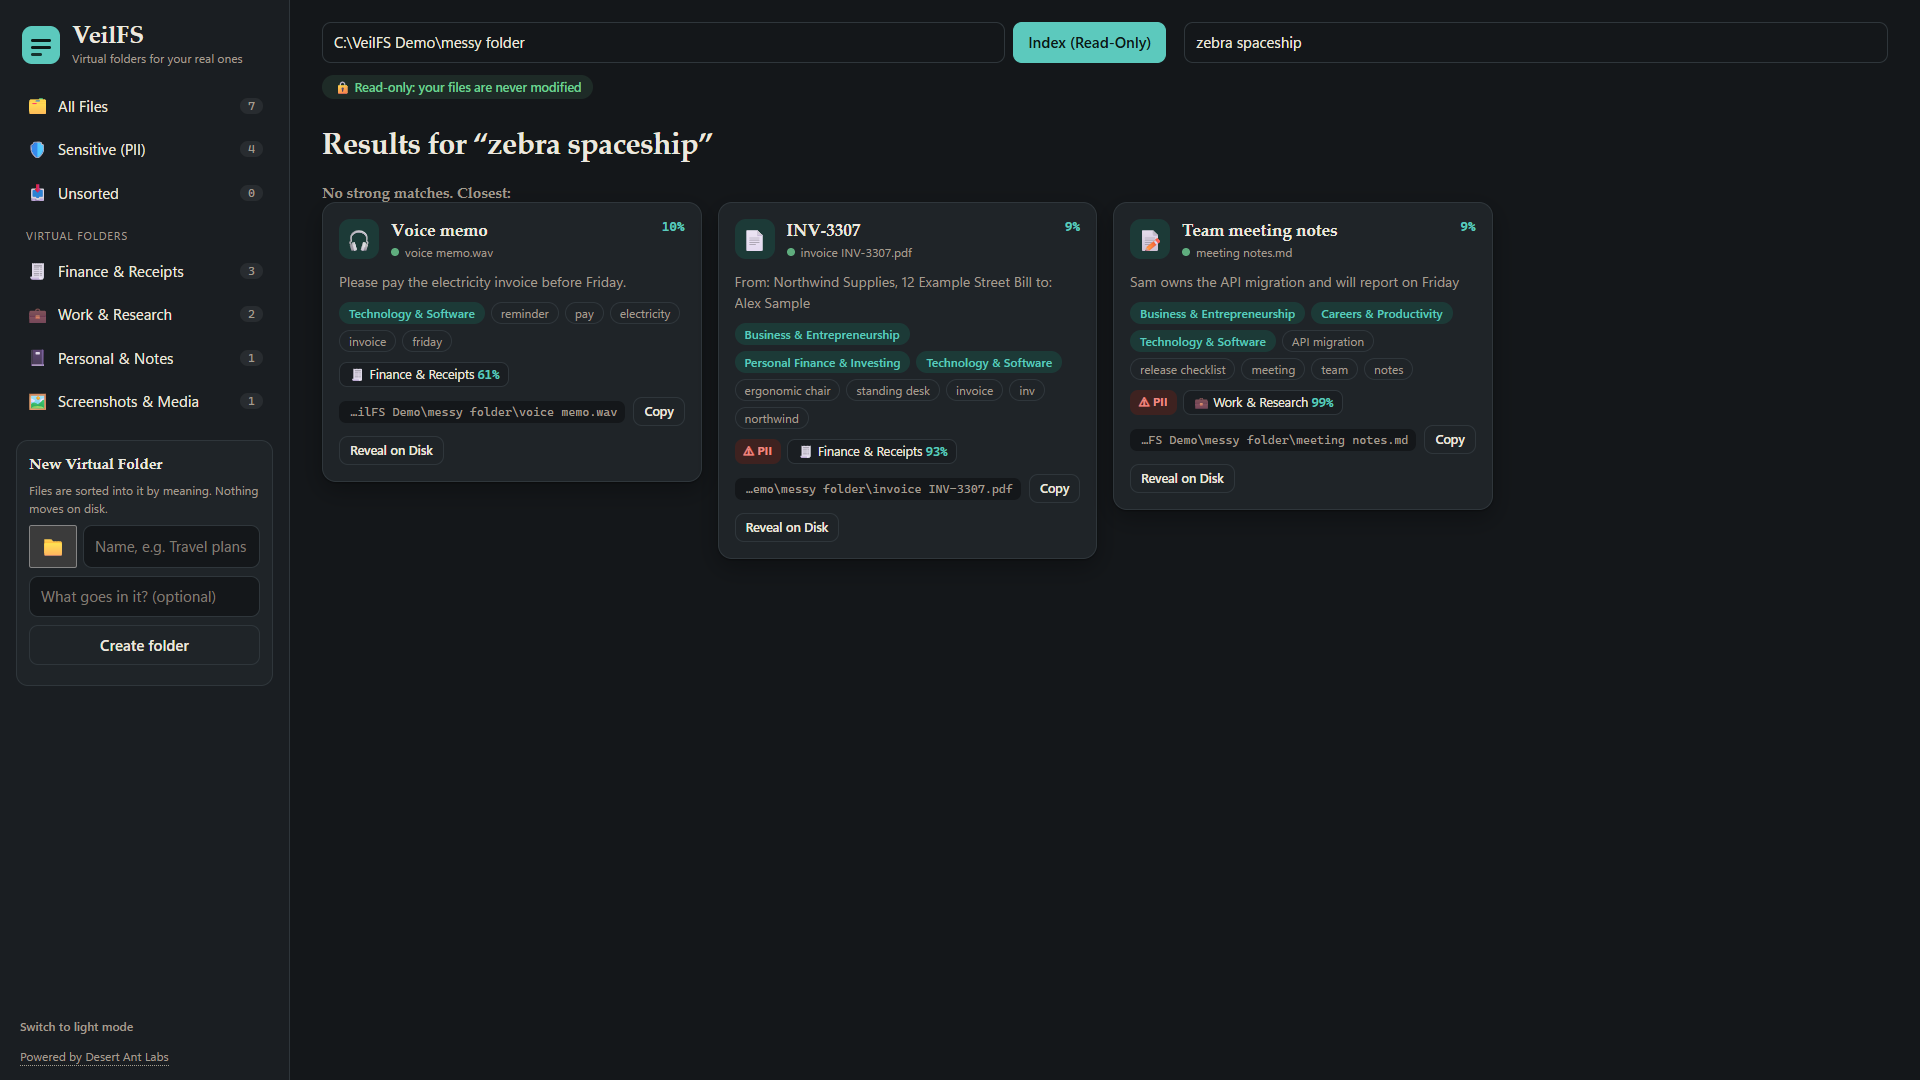 VeilFS
Virtual folders for your real ones
All Files 7
Sensitive (PII) 4
Unsorted 0
VIRTUAL FOLDERS
Finance & Receipts 3
Work & Research 2
Personal & Notes 1
Screenshots & Media 1
New Virtual Folder
Files are sorted into it by meaning. Nothing
moves on disk.
Name, e.g. Travel plans
What goes in it? (optional)
Create folder
Switch to light mode
Powered by Desert Ant Labs
C:\VeilFS Demo\messy folder
Index (Read-Only)
zebra spaceship
Read-only: your files are never modified
Results for “zebra spaceship”
No strong matches. Closest:
Voice memo 10%
voice memo.wav
Please pay the electricity invoice before Friday.
Technology & Software reminder pay electricity
invoice friday
Finance & Receipts 61%
…ilFS Demo\messy folder\voice memo.wav Copy
Reveal on Disk
INV-3307 9%
invoice INV-3307.pdf
From: Northwind Supplies, 12 Example Street Bill to:
Alex Sample
Business & Entrepreneurship
Personal Finance & Investing Technology & Software
ergonomic chair standing desk invoice inv
northwind
PII Finance & Receipts 93%
…emo\messy folder\invoice INV-3307.pdf Copy
Reveal on Disk
Team meeting notes 9%
meeting notes.md
Sam owns the API migration and will report on Friday
Business & Entrepreneurship Careers & Productivity
Technology & Software API migration
release checklist meeting team notes
PII Work & Research 99%
…FS Demo\messy folder\meeting notes.md Copy
Reveal on Disk